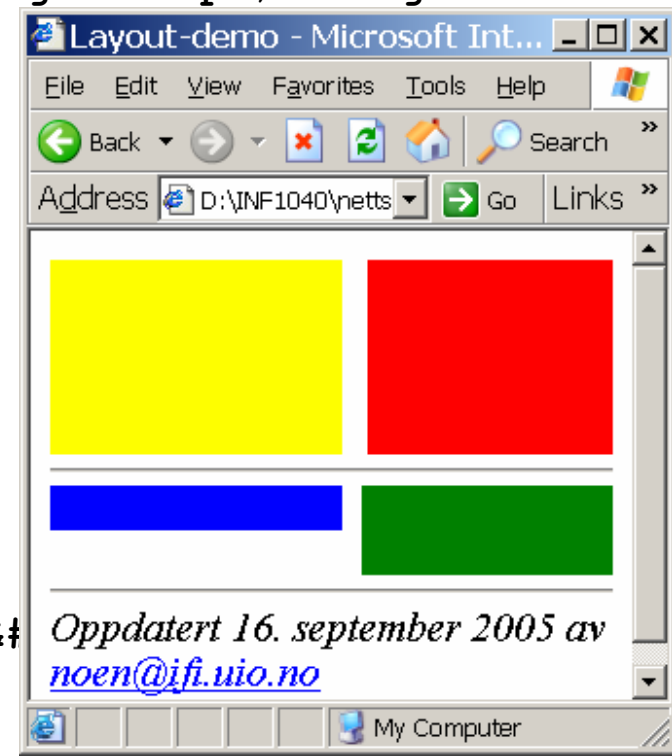 Layout-demo - Microsoft Int...
File Edit View Favorites Tools Help
Back Search »
Address D:\INF1040\netts Go Links »
Oppdatert 16. september 2005 av
noen@ifi.uio.no
&#
My Computer